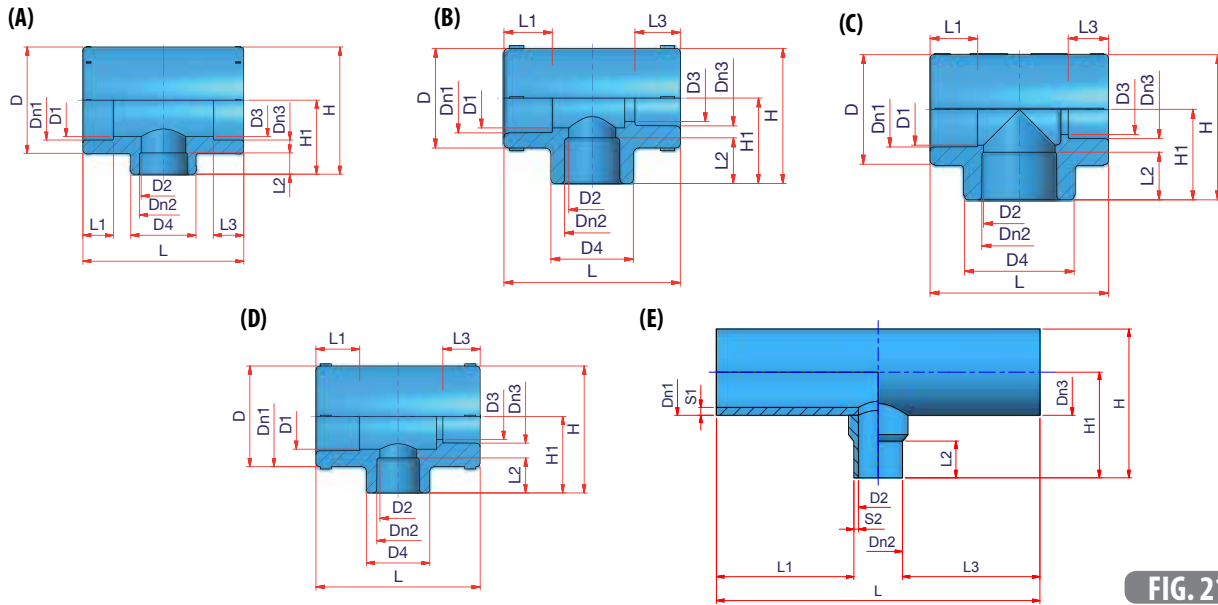 (A)
D
Dn1
D1
D3
Dn3
H1
H
L2
D2
Dn2
L1
D4
L3
L
(B)
L1
L3
D
Dn1
D1
D3
Dn3
L2
H1
H
D2
Dn2
D4
L
(C)
L1
L3
D
Dn1
D1
D3
Dn3
L2
H1
D2
Dn2
D4
L
(D)
L1
L3
D
Dn1
D1
D3
Dn3
L2
H1
H
D2
Dn2
D4
L
(E)
Dn1
S1
Dn3
H1
H
L2
D2
S2
Dn2
L1
L3
L